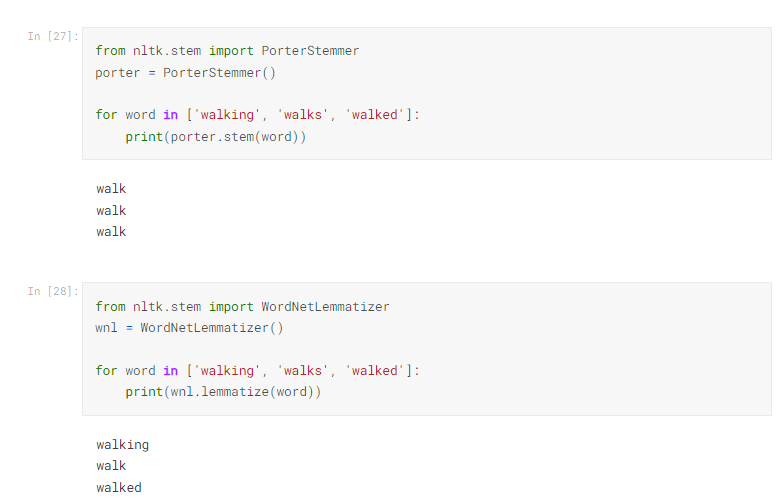 In [27]:
from nltk.stem import PorterStemmer
porter = PorterStemmer()
for word in ['walking', 'walks', 'walked']:
    print(porter.stem(word))
walk
walk
walk
In [28]:
from nltk.stem import WordNetLemmatizer
wnl = WordNetLemmatizer()
for word in ['walking', 'walks', 'walked']:
    print(wnl.lemmatize(word))
walking
walk
walked